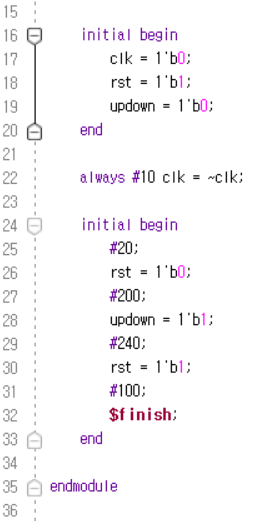 15
16 initial begin
17 clk = 1'b0;
18 rst = 1'b1;
19 updown = 1'b0;
20 end
21
22 always #10 clk = ~clk;
23
24 initial begin
25 #20;
26 rst = 1'b0;
27 #200;
28 updown = 1'b1;
29 #240;
30 rst = 1'b1;
31 #100;
32 $finish;
33 end
34
35 endmodule
36